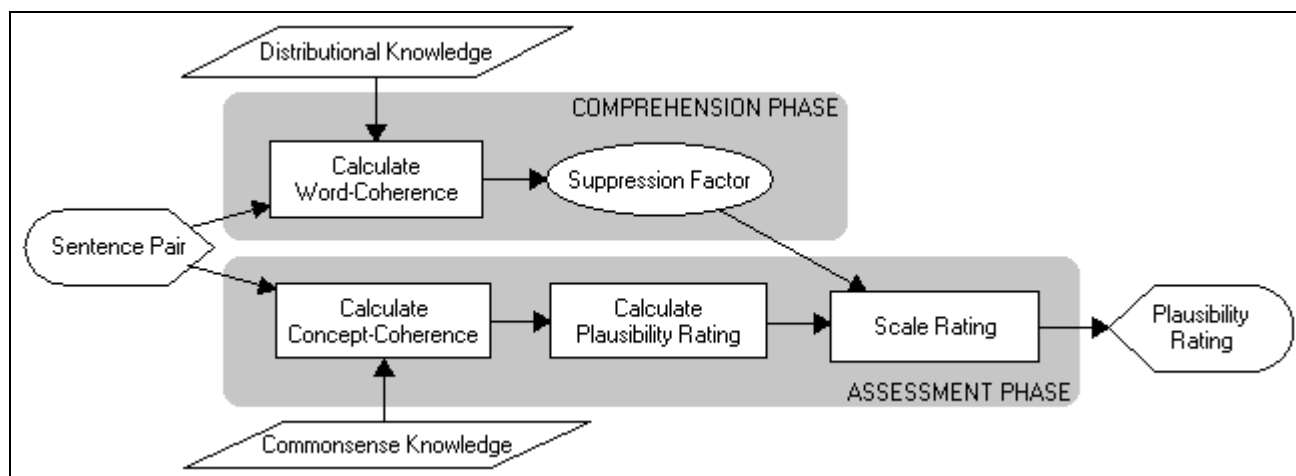 Distributional Knowledge
COMPREHENSION PHASE
Calculate
Word-Coherence
Suppression Factor
Sentence Pair
Calculate
Concept-Coherence
Calculate
Plausibility Rating
Scale Rating
Plausibility
Rating
ASSESSMENT PHASE
Commonsense Knowledge